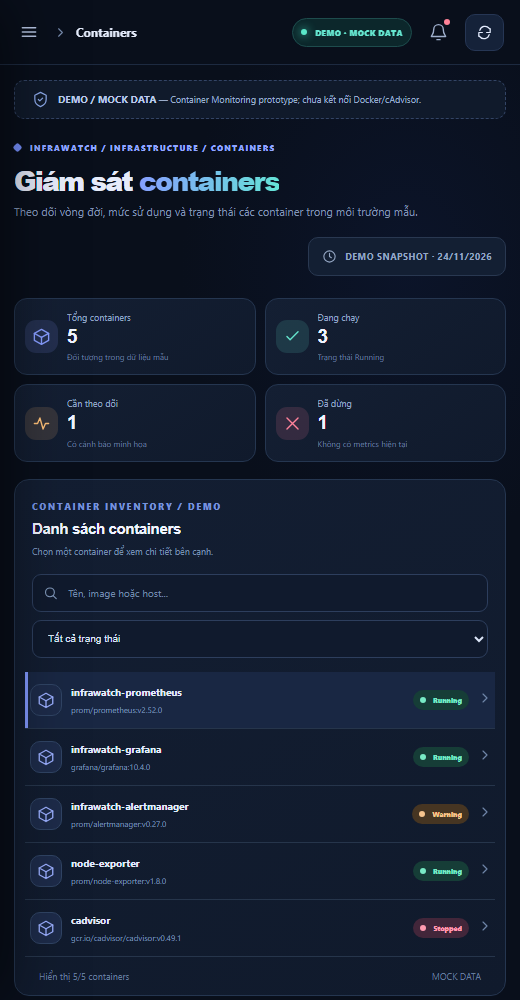 Containers
DEMO · MOCK DATA
DEMO / MOCK DATA — Container Monitoring prototype; chưa kết nối Docker/cAdvisor.
INFRAWATCH / INFRASTRUCTURE / CONTAINERS
Giám sát containers
Theo dõi vòng đời, mức sử dụng và trạng thái các container trong môi trường mẫu.
DEMO SNAPSHOT · 24/11/2026
Tổng containers
5
Đối tượng trong dữ liệu mẫu
Đang chạy
3
Trạng thái Running
Cần theo dõi
1
Có cảnh báo minh họa
Đã dừng
1
Không có metrics hiện tại
CONTAINER INVENTORY / DEMO
Danh sách containers
Chọn một container để xem chi tiết bên cạnh.
Tên, image hoặc host...
Tất cả trạng thái
infrawatch-prometheus
prom/prometheus:v2.52.0
Running
infrawatch-grafana
grafana/grafana:10.4.0
Running
infrawatch-alertmanager
prom/alertmanager:v0.27.0
Warning
node-exporter
prom/node-exporter:v1.8.0
Running
cadvisor
gcr.io/cadvisor/cadvisor:v0.49.1
Stopped
Hiển thị 5/5 containers
MOCK DATA